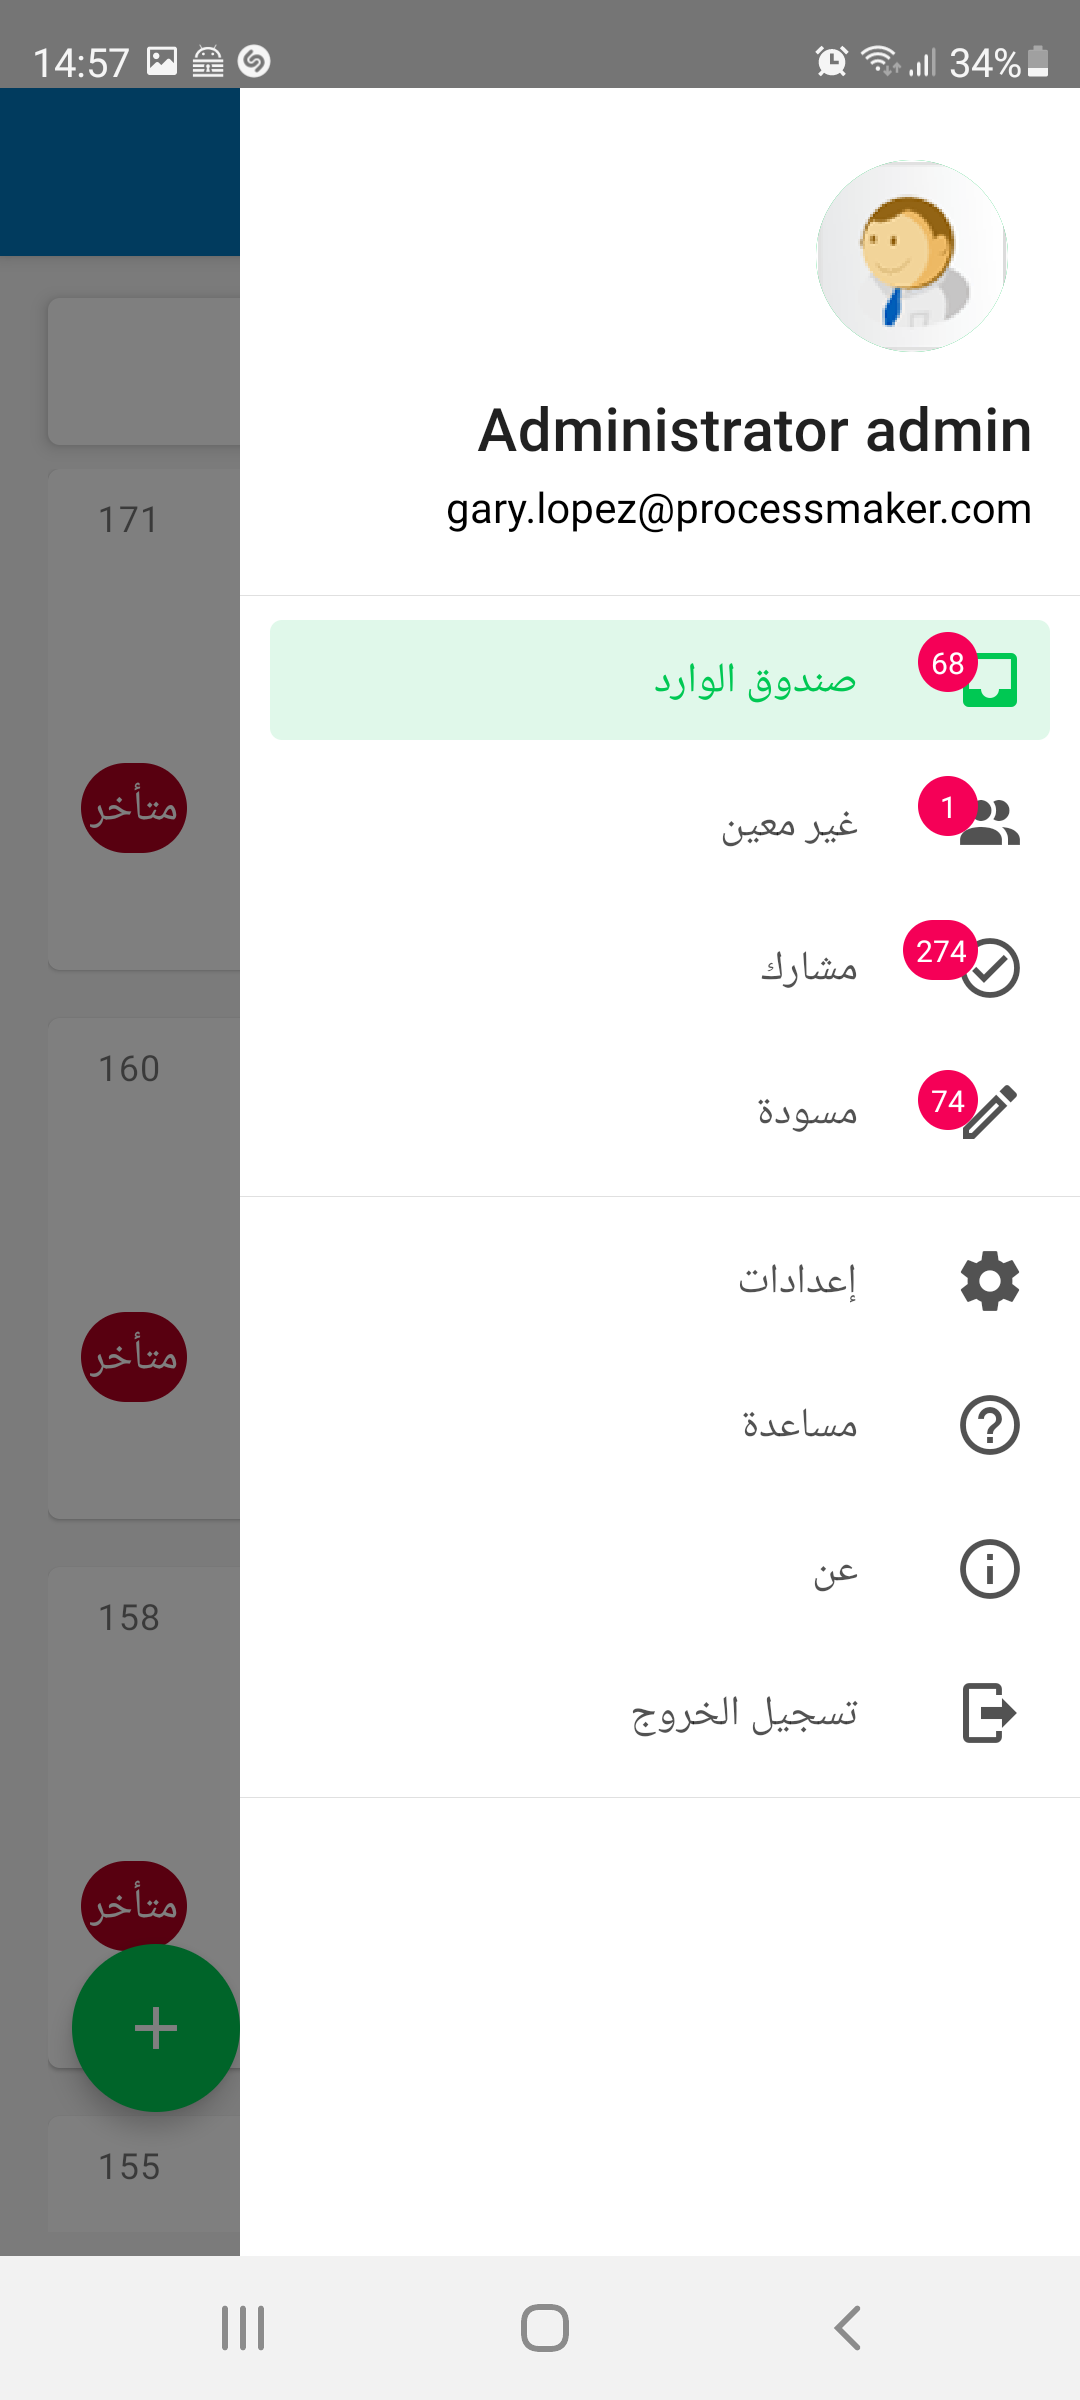 14:57
34%
Administrator admin
gary.lopez@processmaker.com
68 صندوق الوارد
1 غير معين
274 مشارك
74 مسودة
إعدادات
مساعدة
عن
تسجيل الخروج
171
متأخر
160
متأخر
158
متأخر
155